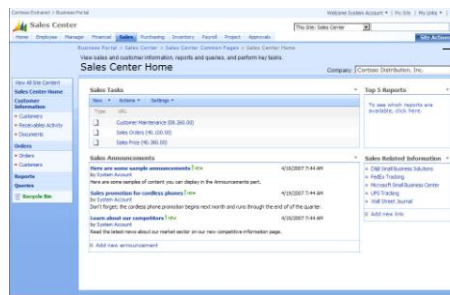 Contoso Entrance > Business Portal
Welcome System Account | My Site | My Links
Sales Center
This Site: Sales Center
Home Employee Manager Financial Sales Purchasing Inventory Payroll Project Approvals
Site Actions
Business Portal > Sales Center > Sales Center Common Pages > Sales Center Home
View sales and customer information, reports and queries, and perform key tasks.
Sales Center Home
Company: Contoso Distribution, Inc.
View All Site Content
Sales Center Home
Customer Information
Customers
Receivables Activity
Documents
Orders
Orders
Customers
Reports
Queries
Recycle Bin
Sales Tasks
New Actions Settings
Type URL
Customer Maintenance
Sales Orders
Sales Price
Sales Announcements
Here are some sample announcements
4/16/2007 7:44 AM
by System Account
Here are some samples of content you can display in the Announcements part.
Sales promotion for cordless phones
4/16/2007 7:44 AM
by System Account
Don't forget, the cordless phone promotion begins next month and runs through the end of the quarter.
Learn about our competitors
4/16/2007 7:44 AM
by System Account
Read the latest news about our market sector on our new competitive information page.
Add new announcement
Top 5 Reports
To see which reports are
available, click here.
Sales Related Information
D&B Small Business Solutions
FedEx Tracking
Microsoft Small Business Center
UPS Tracking
Wall Street Journal
Add new link